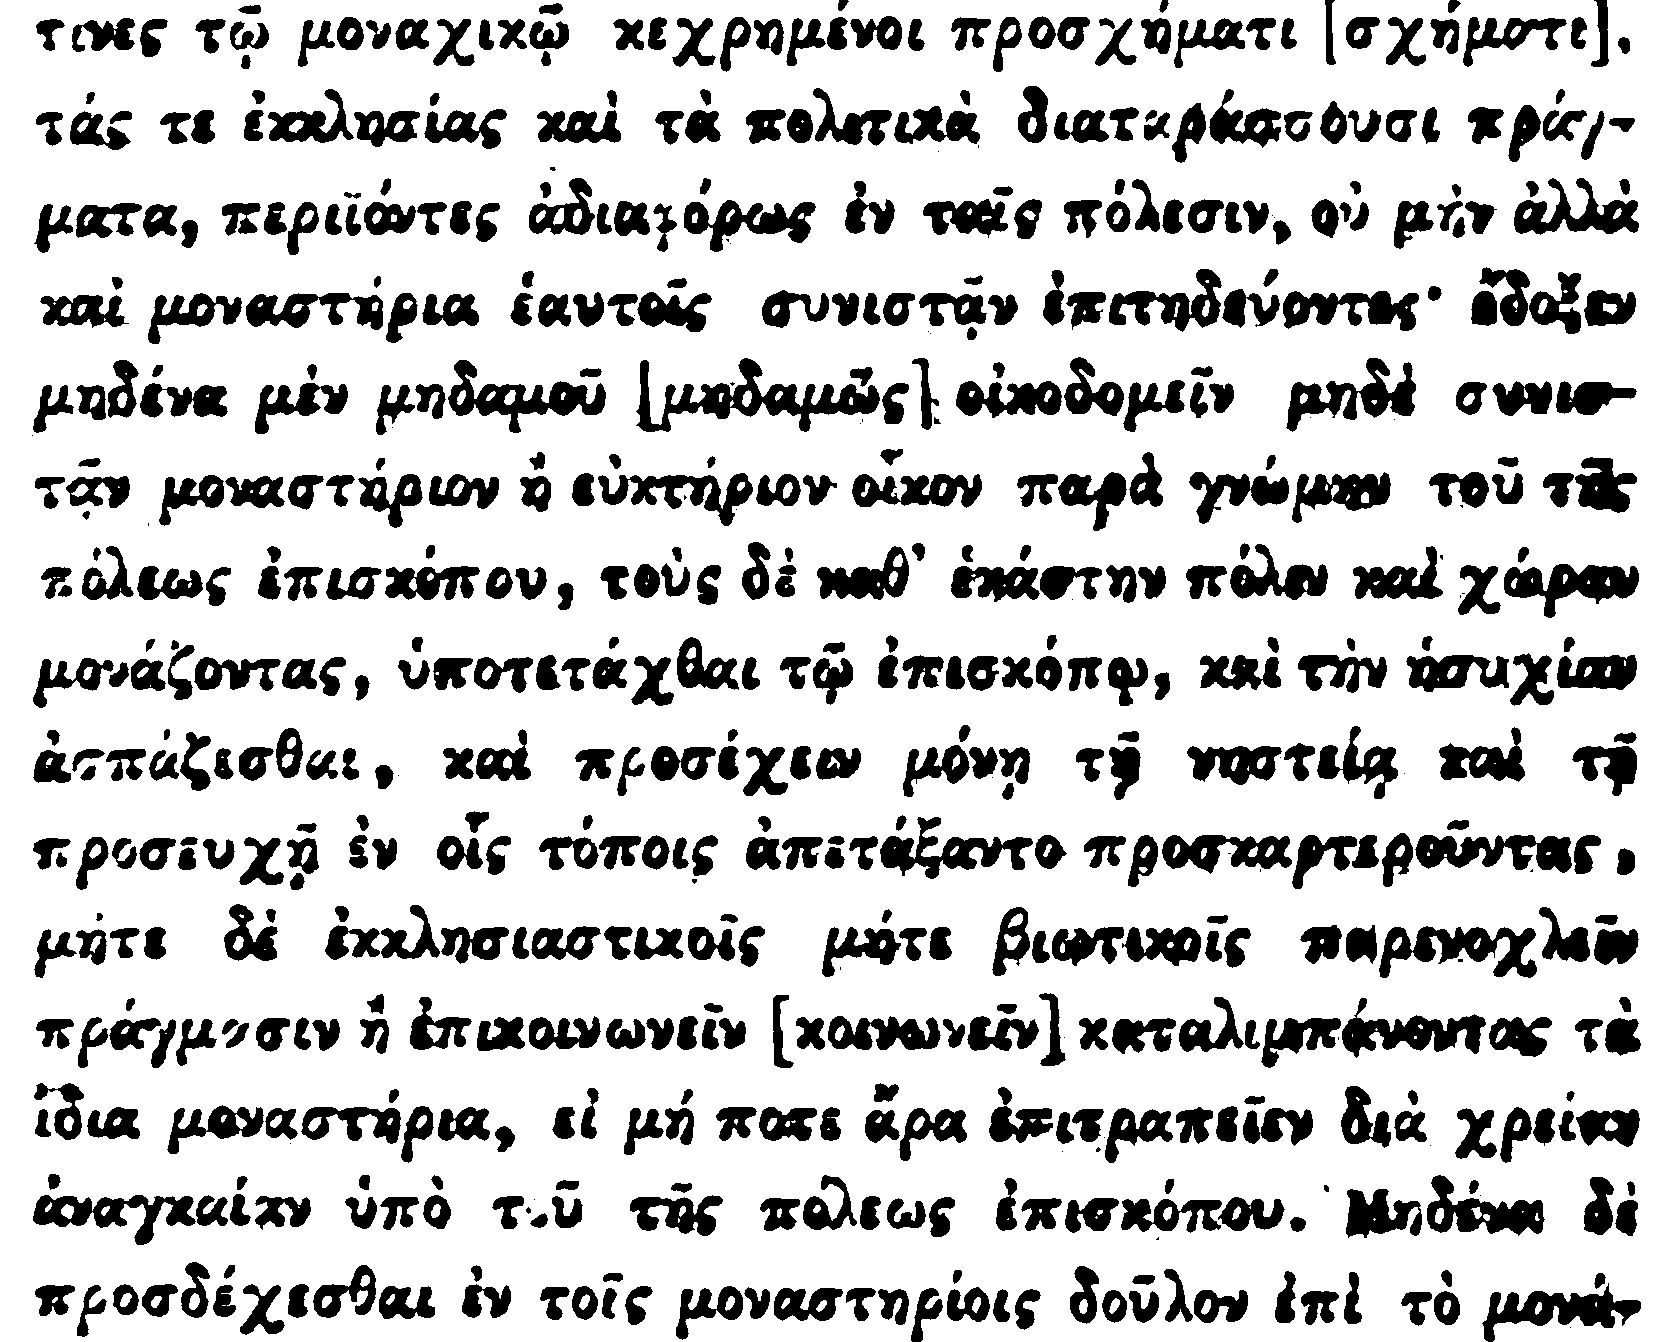 τινες τῷ μοναχικῷ κεχρημένοι προσχήματι [σχήματι],
τάς τε ἐκκλησίας καὶ τὰ πολιτικὰ διαταράσσουσι πράγ-
ματα, περιϊόντες ἀδιαφόρως ἐν ταῖς πόλεσιν, οὐ μὴν ἀλλὰ
καὶ μοναστήρια ἑαυτοῖς συνιστᾷν ἐπιτηδεύοντες· ἔδοξεν
μηδένα μὲν μηδαμοῦ [μηδαμῶς] οἰκοδομεῖν μηδὲ συνισ-
τᾷν μοναστήριον ἢ εὐκτήριον οἶκον παρὰ γνώμην τοῦ τῆς
πόλεως ἐπισκόπου, τοὺς δὲ καθ’ ἑκάστην πόλιν καὶ χώραν
μονάζοντας, ὑποτετάχθαι τῷ ἐπισκόπῳ, καὶ τὴν ἡσυχίαν
ἀσπάζεσθαι, καὶ προσέχειν μόνῃ τῇ νηστείᾳ καὶ τῇ
προσευχῇ ἐν οἷς τόποις ἀπετάξαντο προσκαρτεροῦντας,
μήτε δὲ ἐκκλησιαστικοῖς μήτε βιωτικοῖς παρενοχλεῖν
πράγμασιν ἢ ἐπικοινωνεῖν [κοινωνεῖν] καταλιμπάνοντας τὰ
ἴδια μοναστήρια, εἰ μή ποτε ἄρα ἐπιτραπεῖεν διὰ χρείαν
ἀναγκαίαν ὑπὸ τοῦ τῆς πόλεως ἐπισκόπου. Μηδένα δὲ
προσδέχεσθαι ἐν τοῖς μοναστηρίοις δοῦλον ἐπὶ τὸ μονά-